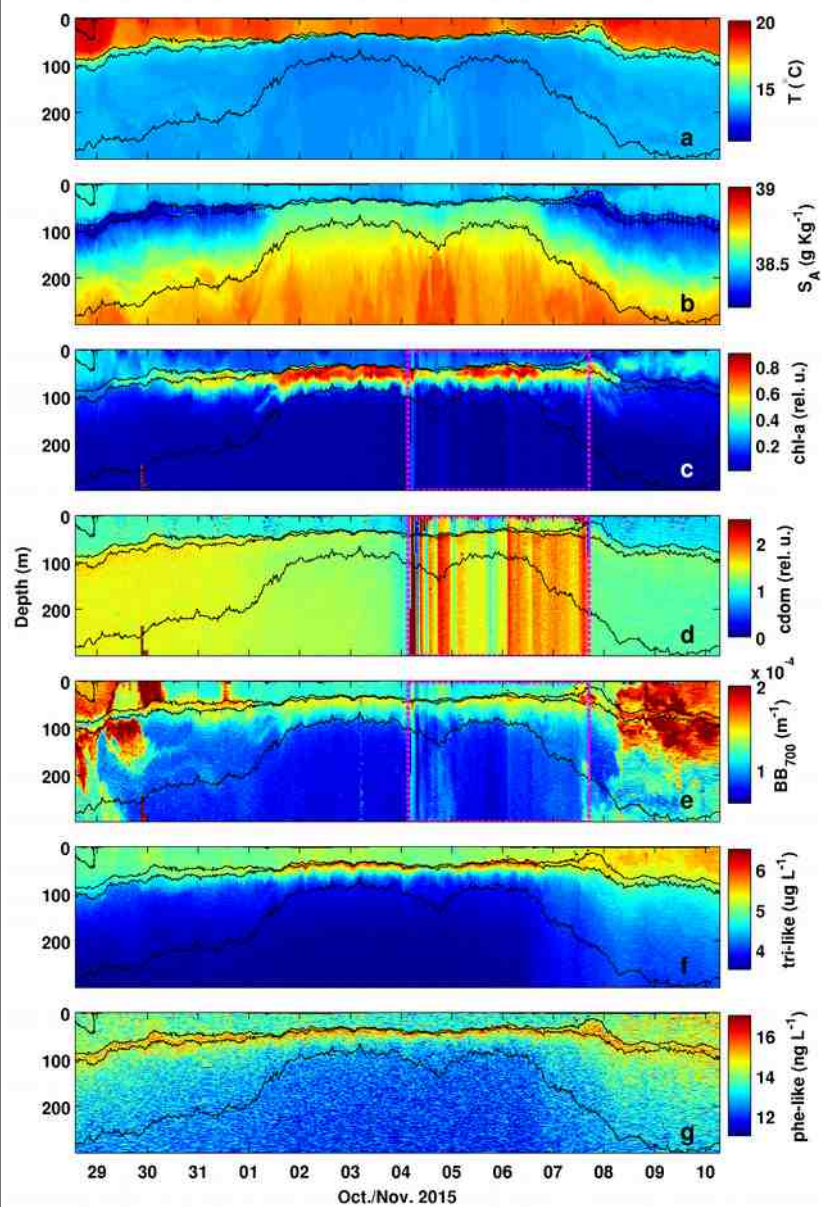 0
100
200
a
20
15
T (°C)
0
100
200
b
39
38.5
S_A (g Kg⁻¹)
0
100
200
c
0.8
0.6
0.4
0.2
chl-a (rel. u.)
0
100
200
d
2
1
0
cdom (rel. u.)
Depth (m)
0
100
200
e
x 10⁻⁴
2
1
BB₇₀₀ (m⁻¹)
0
100
200
f
6
5
4
tri-like (ug L⁻¹)
0
100
200
g
16
14
12
phe-like (ng L⁻¹)
29 30 31 01 02 03 04 05 06 07 08 09 10
Oct./Nov. 2015